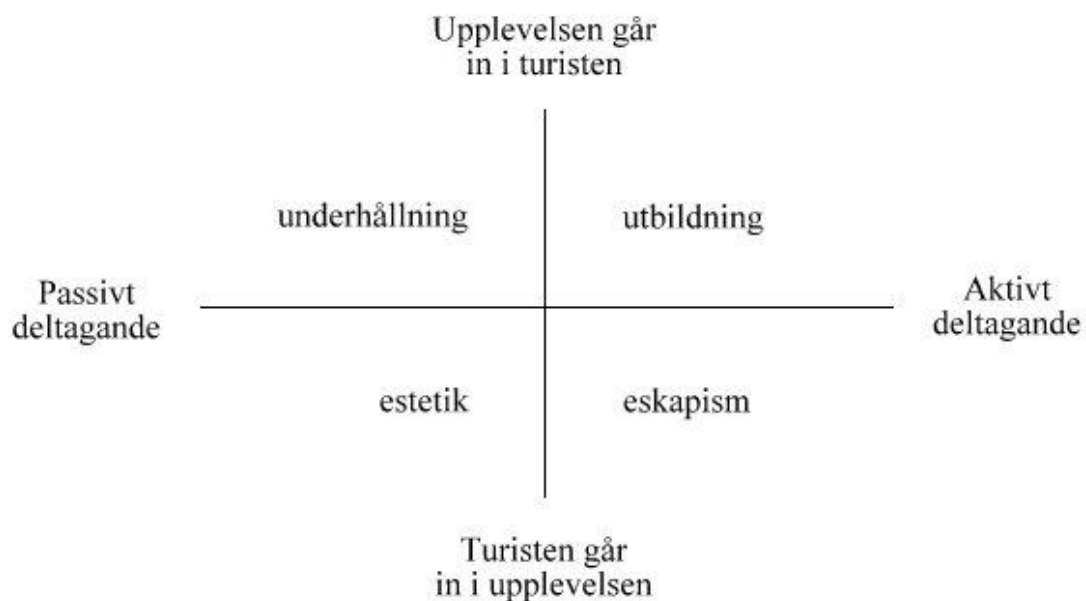 Upplevelsen går
in i turisten
underhållning
utbildning
Passivt
deltagande
Aktivt
deltagande
estetik
eskapism
Turisten går
in i upplevelsen